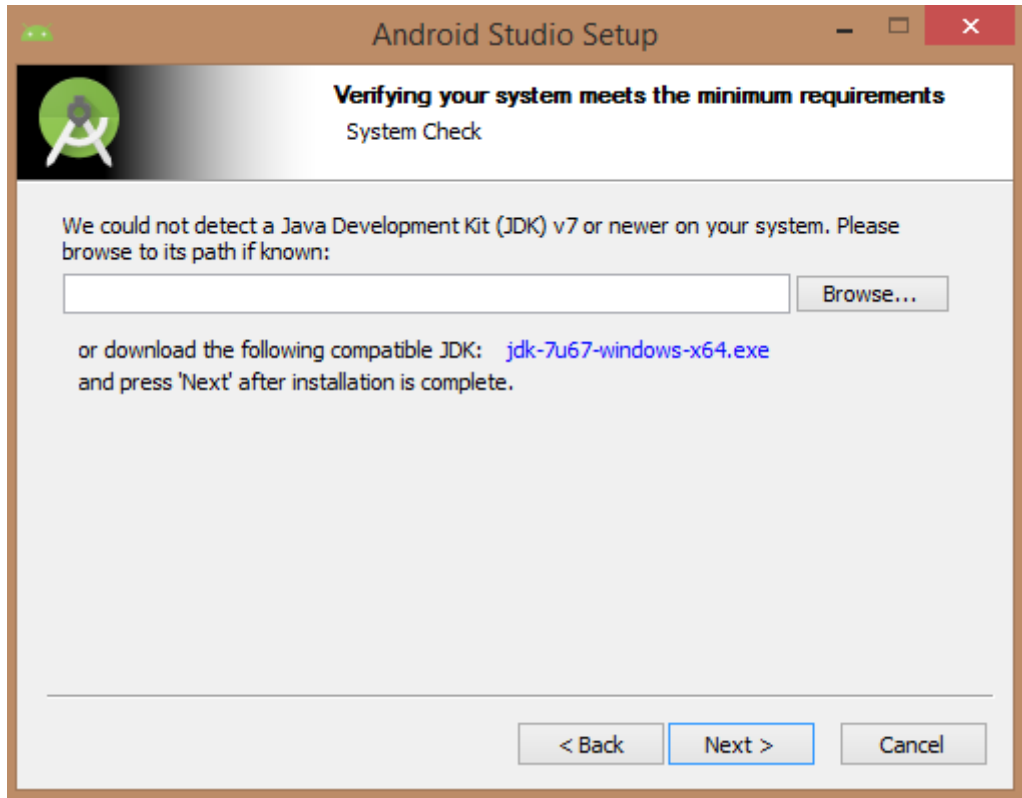 Android Studio Setup
Verifying your system meets the minimum requirements
System Check
We could not detect a Java Development Kit (JDK) v7 or newer on your system. Please
browse to its path if known:
Browse...
or download the following compatible JDK: jdk-7u67-windows-x64.exe
and press 'Next' after installation is complete.
< Back Next > Cancel